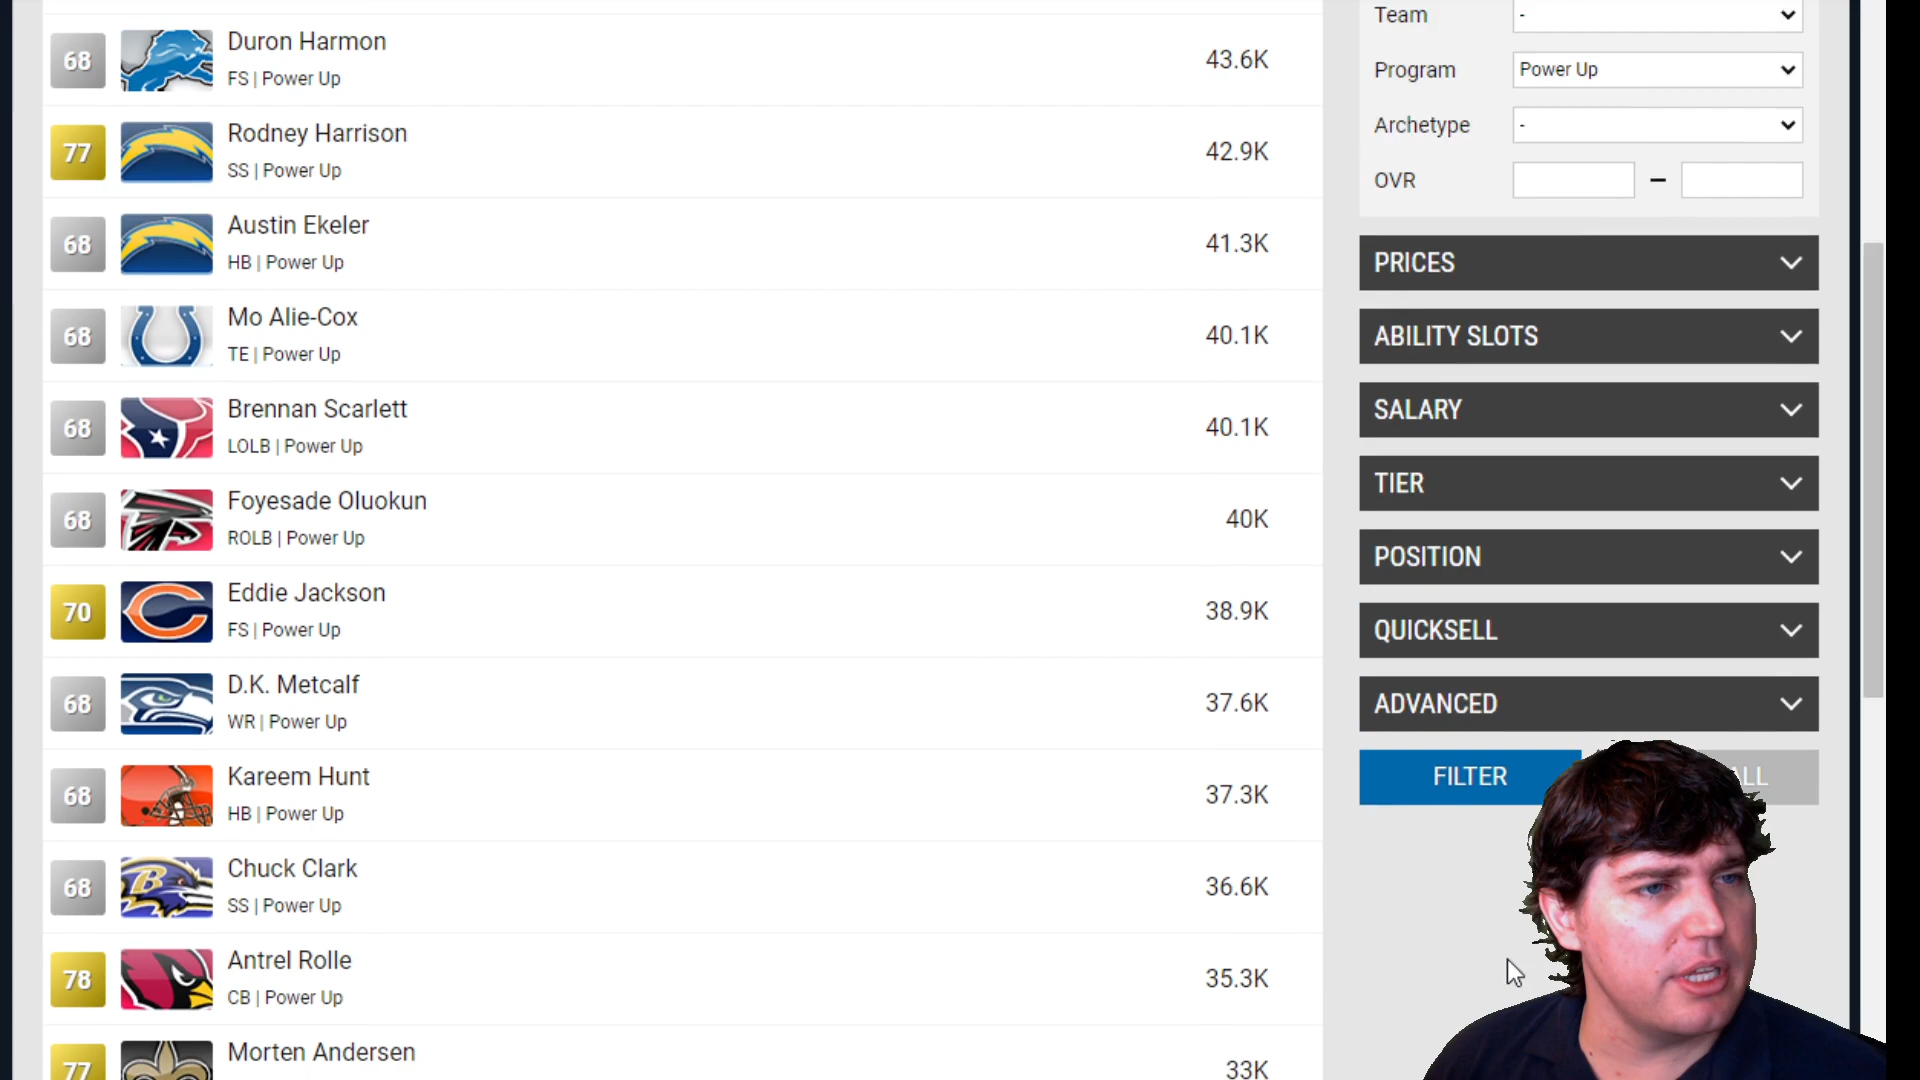 68
Duron Harmon
FS | Power Up
43.6K
77
Rodney Harrison
SS | Power Up
42.9K
68
Austin Ekeler
HB | Power Up
41.3K
68
Mo Alie-Cox
TE | Power Up
40.1K
68
Brennan Scarlett
LOLB | Power Up
40.1K
68
Foyesade Oluokun
ROLB | Power Up
40K
70
Eddie Jackson
FS | Power Up
38.9K
68
D.K. Metcalf
WR | Power Up
37.6K
68
Kareem Hunt
HB | Power Up
37.3K
68
Chuck Clark
SS | Power Up
36.6K
78
Antrel Rolle
CB | Power Up
35.3K
77
Morten Andersen
33K
Team -
Program Power Up
Archetype -
OVR –
PRICES
ABILITY SLOTS
SALARY
TIER
POSITION
QUICKSELL
ADVANCED
FILTER